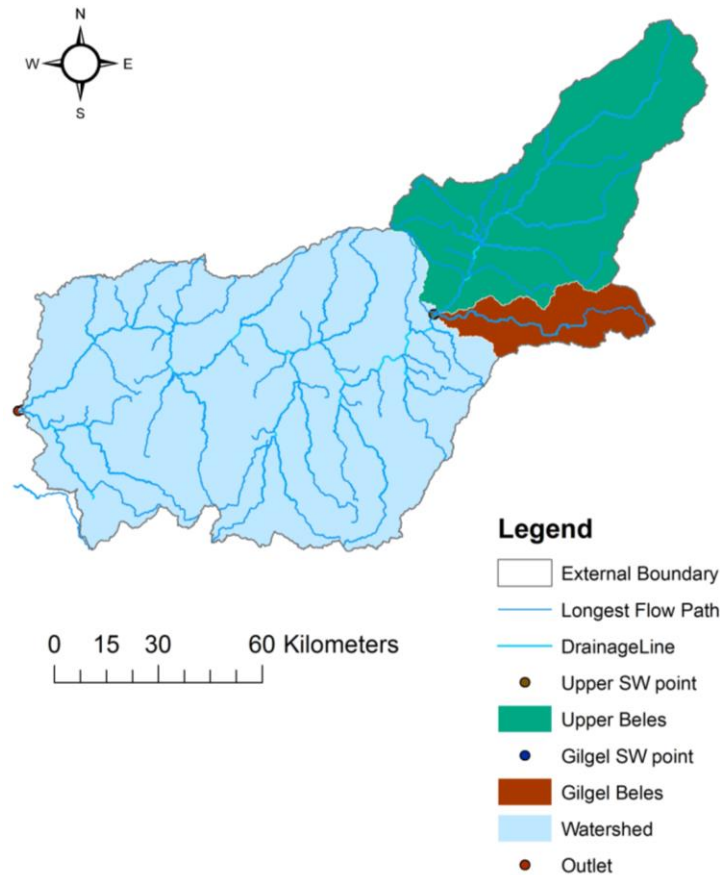 N
W E
S
Legend
External Boundary
Longest Flow Path
DrainageLine
Upper SW point
Upper Beles
Gilgel SW point
Gilgel Beles
Watershed
Outlet
0 15 30 60 Kilometers